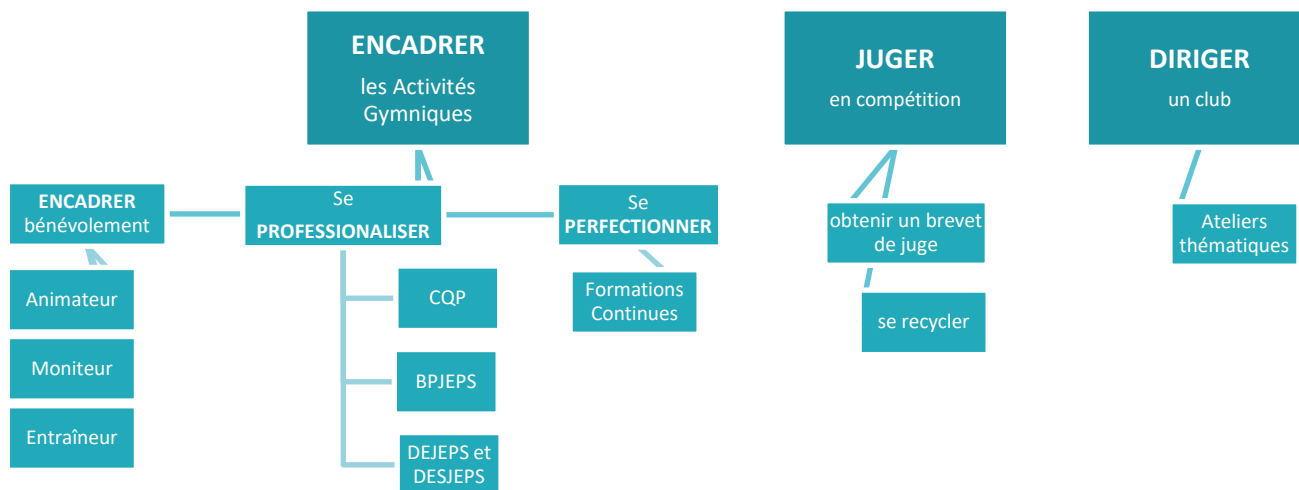 ENCADRER
les Activités
Gymniques
JUGER
en compétition
DIRIGER
un club
ENCADRER
bénévolement
Se
PROFESSIONALISER
Se
PERFECTIONNER
obtenir un brevet
de juge
Ateliers
thématiques
Animateur
Moniteur
Entraîneur
CQP
BPJEPS
DEJEPS et
DESJEPS
Formations
Continues
se recycler